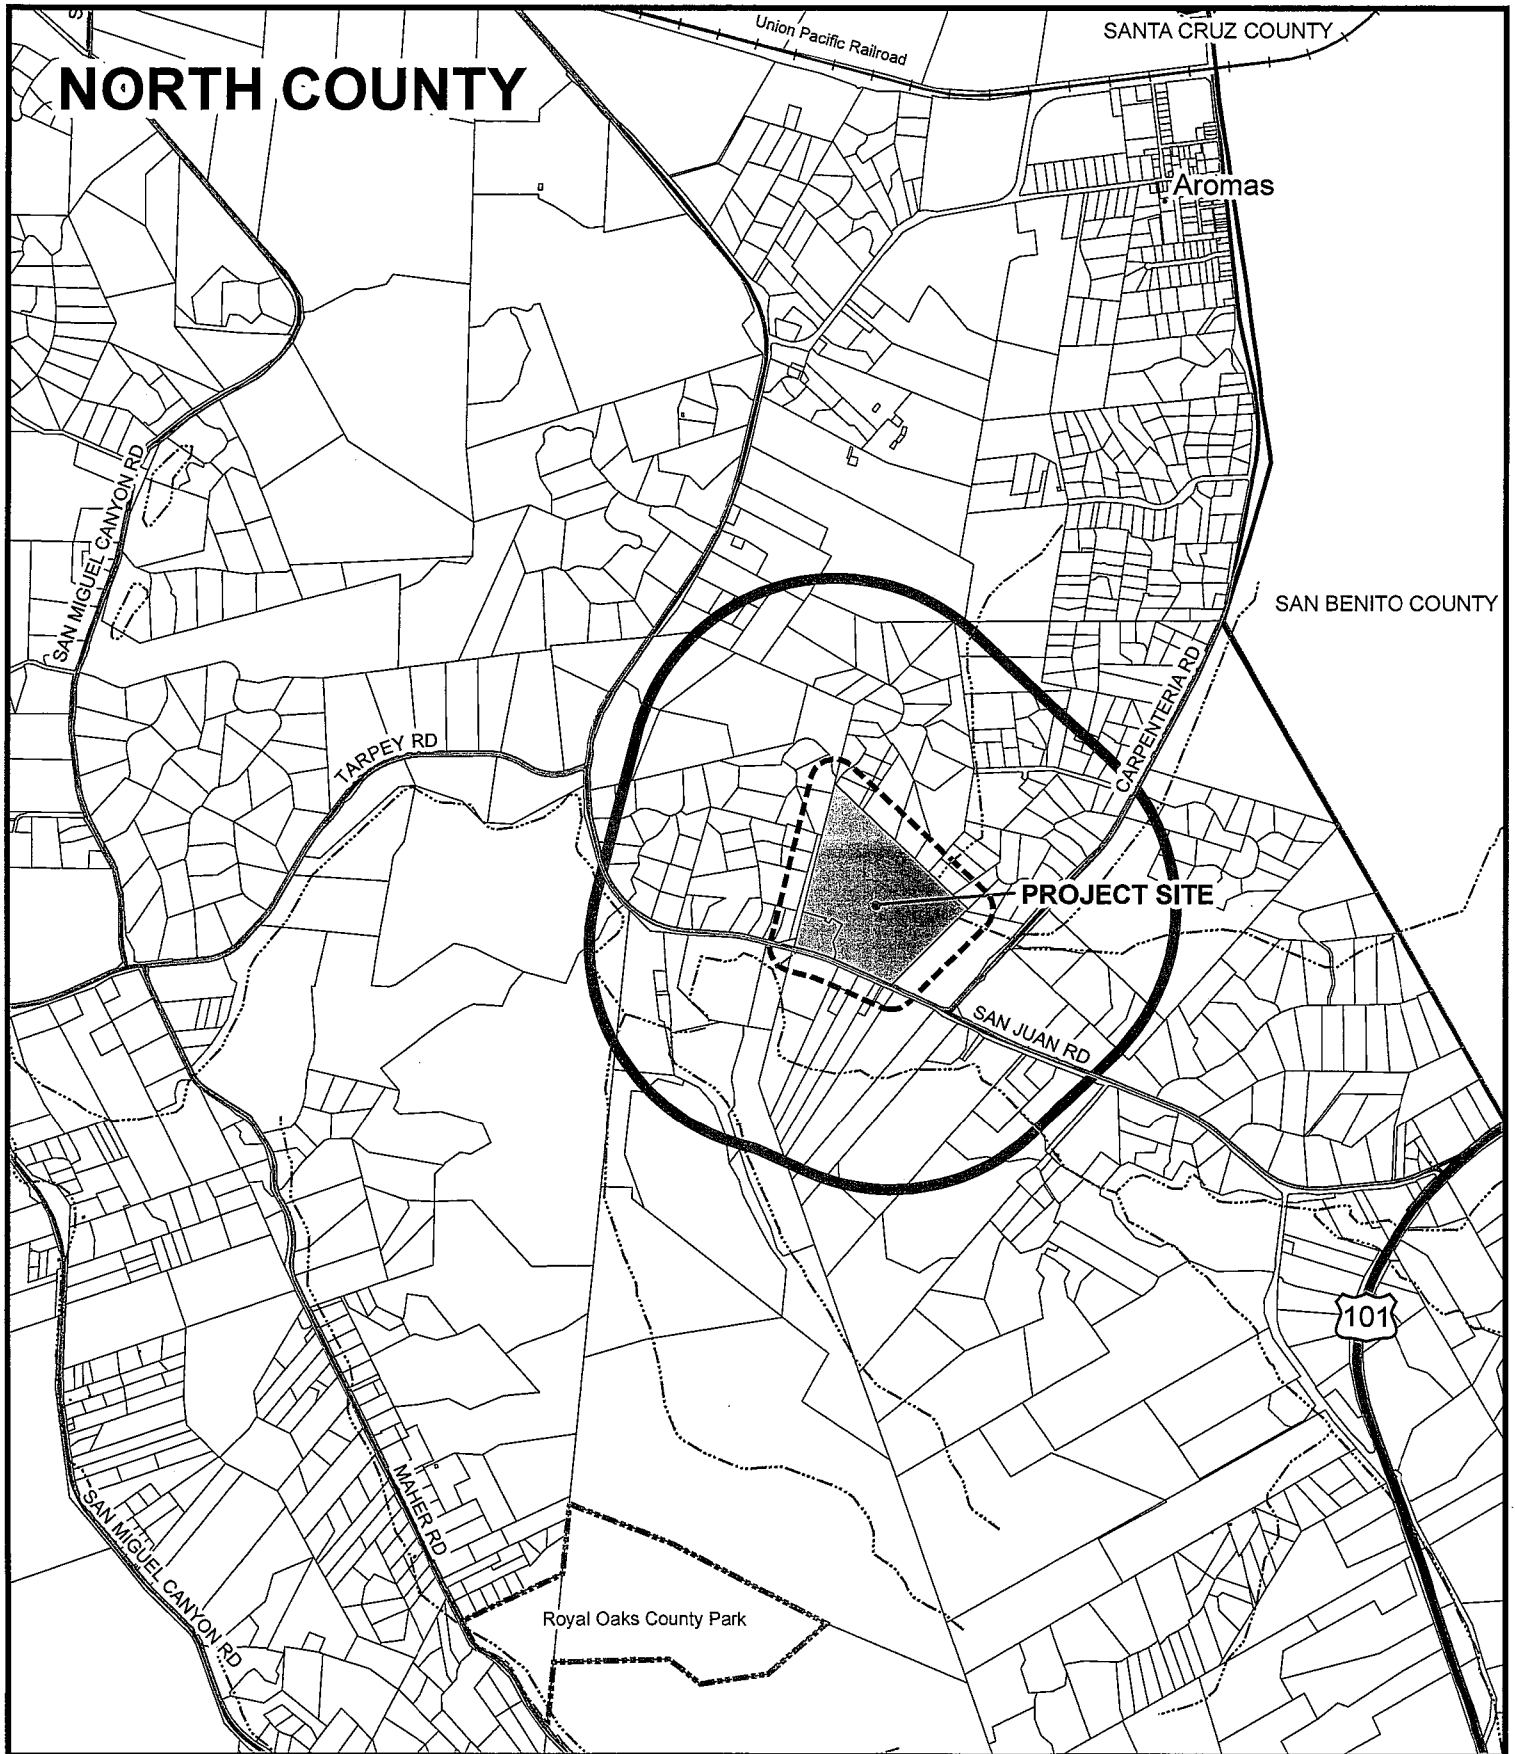 Union Pacific Railroad
SANTA CRUZ COUNTY
NORTH COUNTY
Aromas
SAN MIGUEL CANYON RD
SAN BENITO COUNTY
CARPENTERIA RD
TARPEY RD
PROJECT SITE
SAN JUAN RD
101
MAHER RD
SAN MIGUEL CANYON RD
Royal Oaks County Park